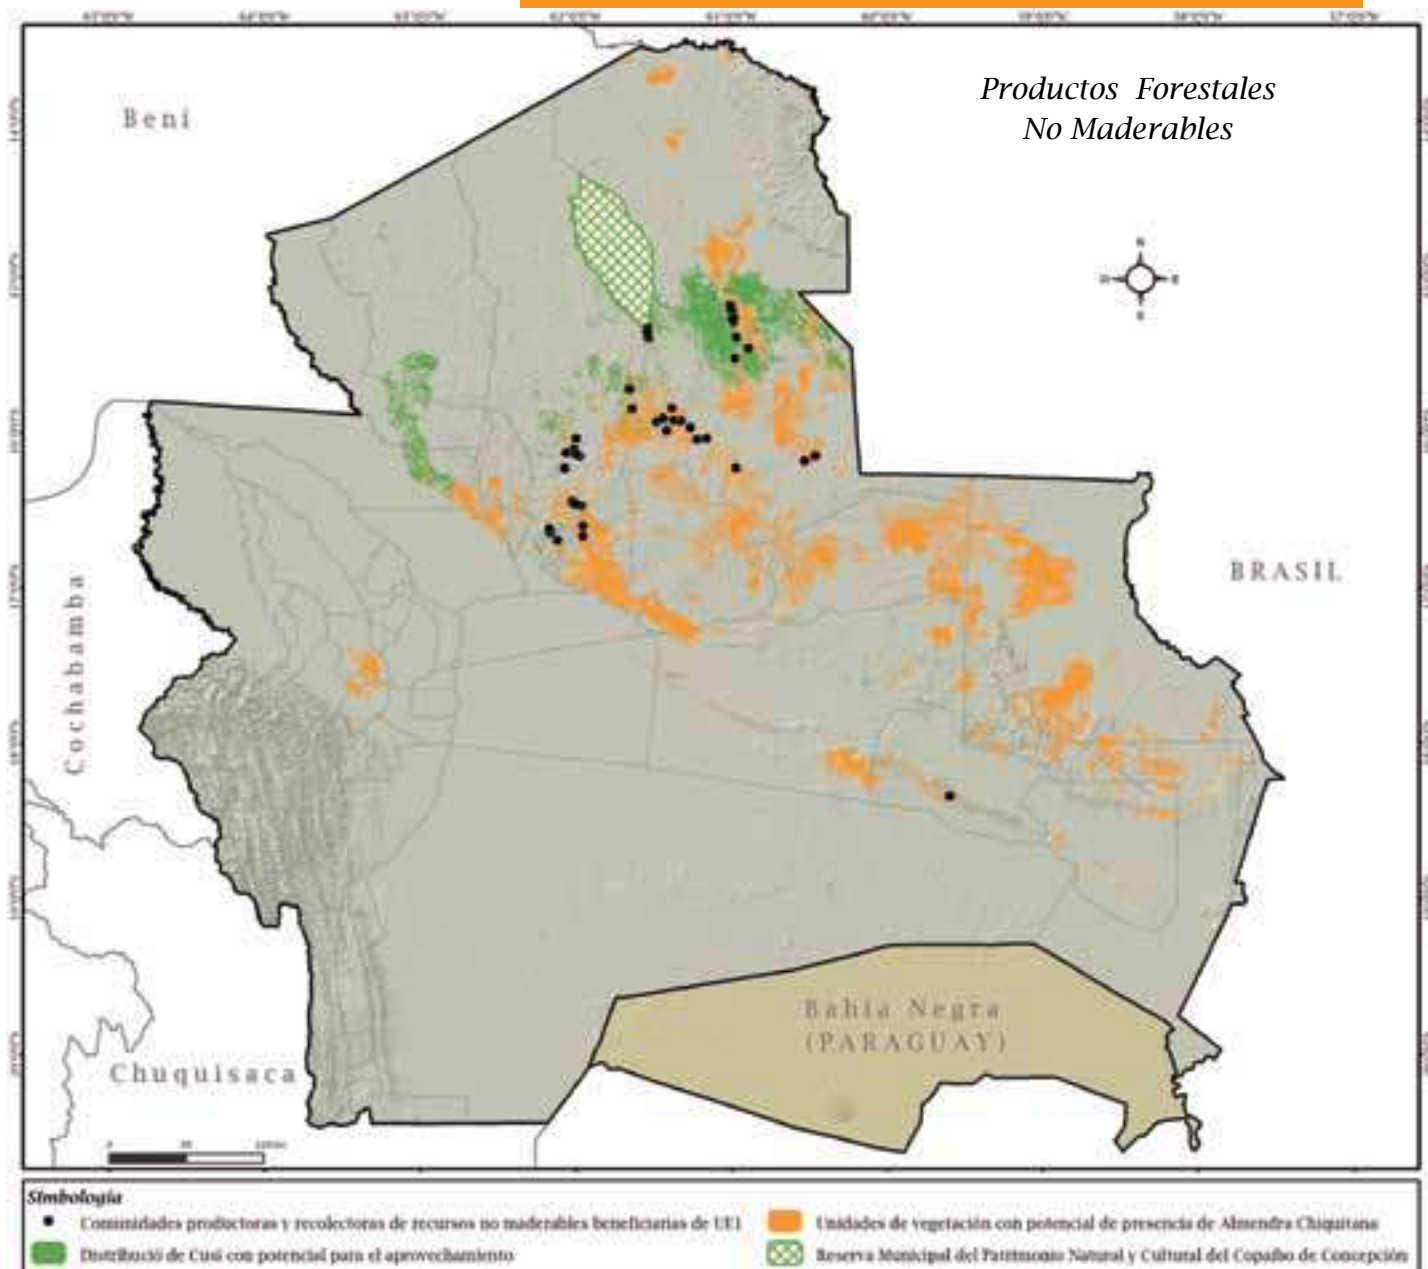 Productos Forestales
No Maderables
Beni
BRASIL
Cochabamba
Bahia Negra
(PARAGUAY)
Chuquisaca
Simbología
Comunidades productoras y recolectoras de recursos no maderables beneficiarias de UE1
Unidades de vegetación con potencial de presencia de Almendra Chiquitana
Distribució de Cusi con potencial para el aprovechamiento
Reserva Municipal del Patrimonio Natural y Cultural del Copaibo de Concepción